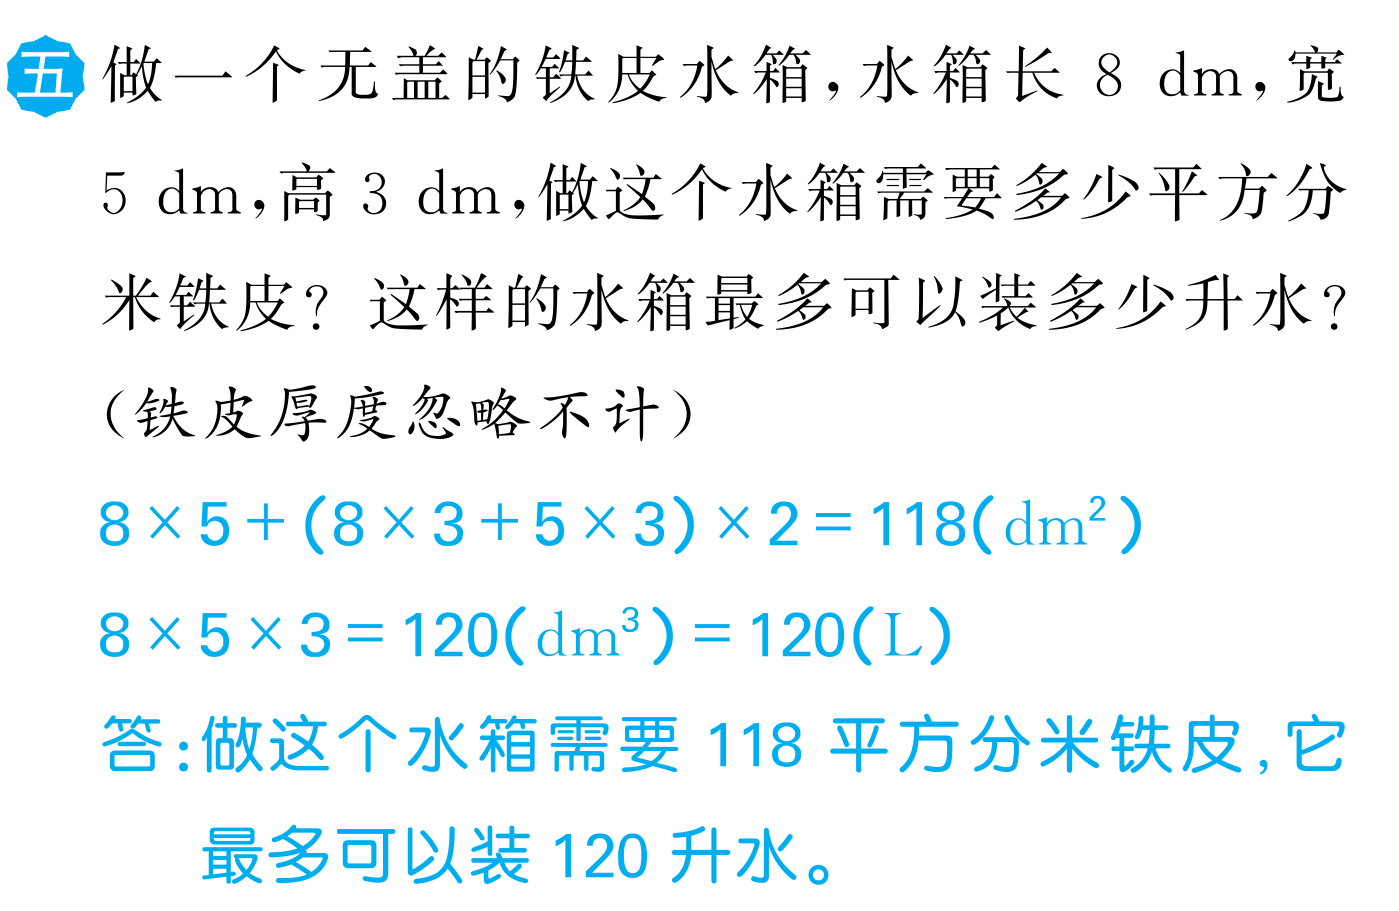 五 做一个无盖的铁皮水箱,水箱长 8 dm,宽
5 dm,高 3 dm,做这个水箱需要多少平方分
米铁皮? 这样的水箱最多可以装多少升水?
(铁皮厚度忽略不计)
8×5+(8×3+5×3)×2=118(dm²)
8×5×3=120(dm³)=120(L)
答:做这个水箱需要 118 平方分米铁皮,它
最多可以装 120 升水。